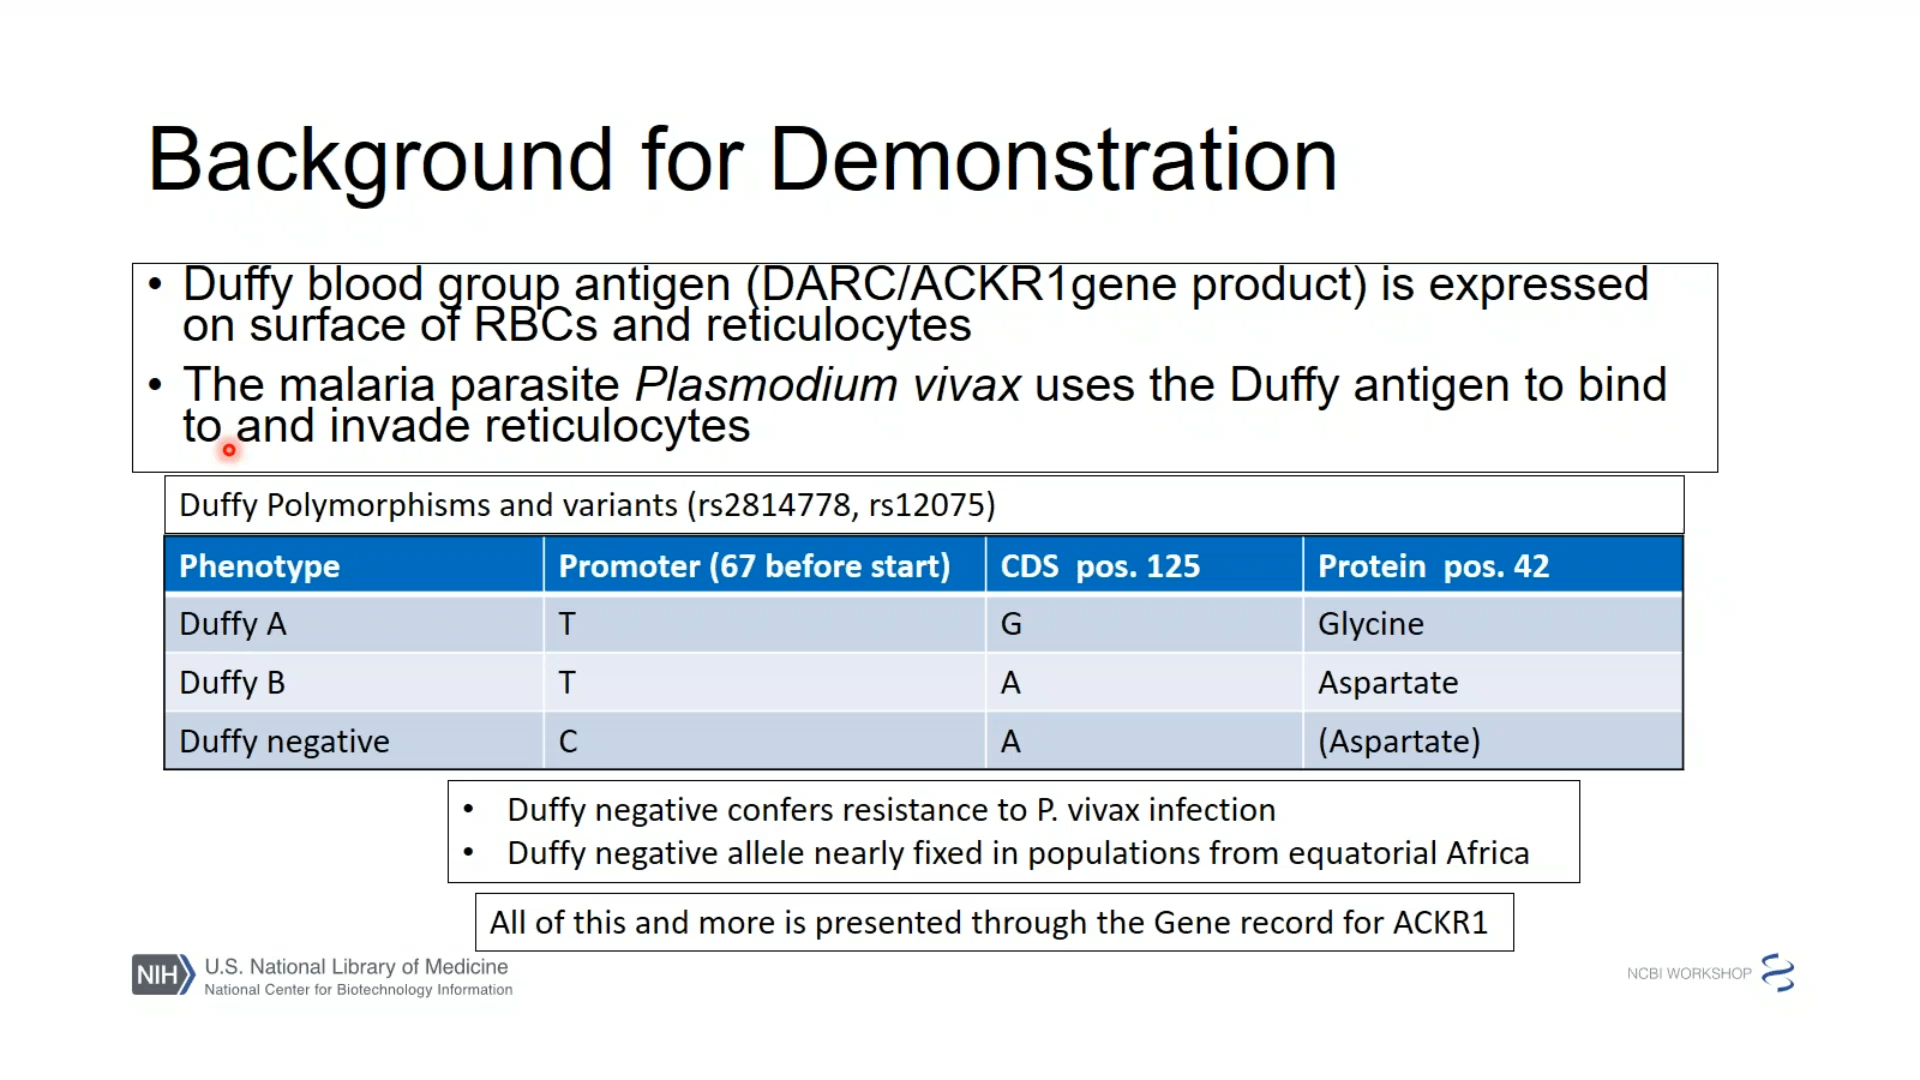 Background for Demonstration
• Duffy blood group antigen (DARC/ACKR1gene product) is expressed
on surface of RBCs and reticulocytes
• The malaria parasite Plasmodium vivax uses the Duffy antigen to bind
to and invade reticulocytes
Duffy Polymorphisms and variants (rs2814778, rs12075)
Phenotype Promoter (67 before start) CDS pos. 125 Protein pos. 42
Duffy A T G Glycine
Duffy B T A Aspartate
Duffy negative C A (Aspartate)
• Duffy negative confers resistance to P. vivax infection
• Duffy negative allele nearly fixed in populations from equatorial Africa
All of this and more is presented through the Gene record for ACKR1
NIH U.S. National Library of Medicine
National Center for Biotechnology Information
NCBI WORKSHOP